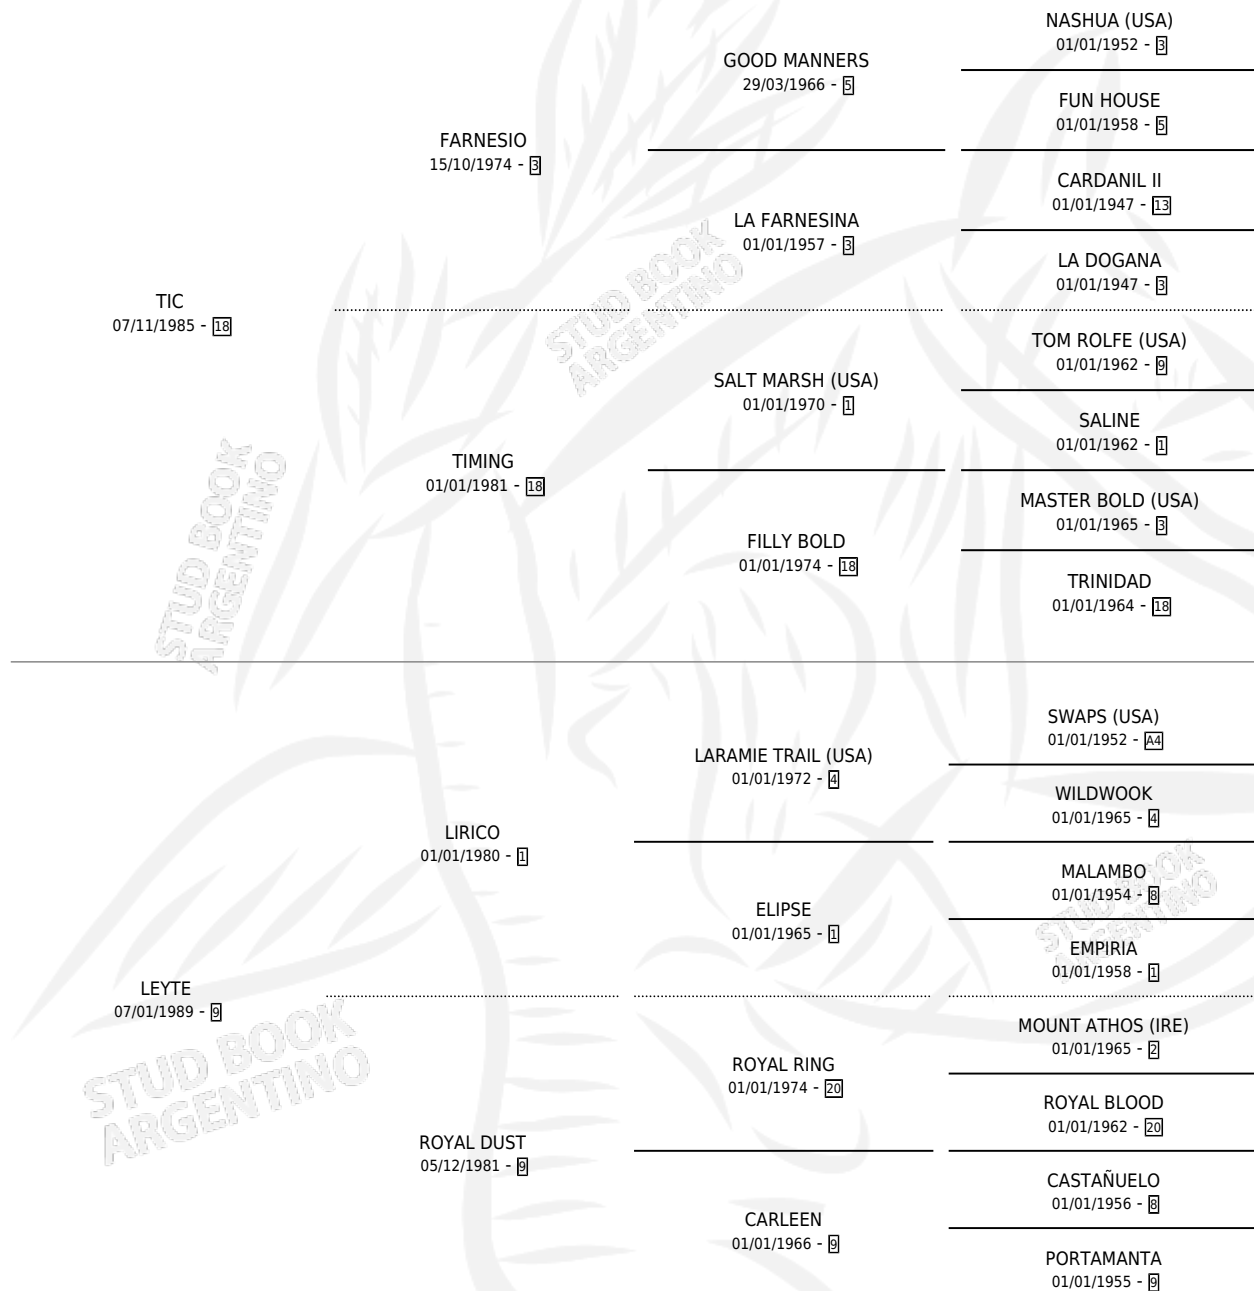 NASHUA (USA)
01/01/1952 - 3
GOOD MANNERS
29/03/1966 - 5
FUN HOUSE
01/01/1958 - 5
FARNESIO
15/10/1974 - 3
CARDANIL II
01/01/1947 - 13
LA FARNESINA
01/01/1957 - 3
LA DOGANA
01/01/1947 - 3
TIC
07/11/1985 - 18
STUD BOOK
ARGENTINO
TOM ROLFE (USA)
01/01/1962 - 9
SALT MARSH (USA)
01/01/1970 - 1
SALINE
01/01/1962 - 1
TIMING
01/01/1981 - 18
MASTER BOLD (USA)
01/01/1965 - 3
FILLY BOLD
01/01/1974 - 18
TRINIDAD
01/01/1964 - 18
STUD BOOK
ARGENTINO
SWAPS (USA)
01/01/1952 - A4
LARAMIE TRAIL (USA)
01/01/1972 - 4
WILDWOOK
01/01/1965 - 4
LIRICO
01/01/1980 - 1
MALAMBO
01/01/1954 - 8
ELIPSE
01/01/1965 - 1
EMPIRIA
01/01/1958 - 1
STUD BOOK
ARGENTINO
LEYTE
07/01/1989 - 9
MOUNT ATHOS (IRE)
01/01/1965 - 2
ROYAL RING
01/01/1974 - 20
ROYAL BLOOD
01/01/1962 - 20
STUD BOOK
ARGENTINO
ROYAL DUST
05/12/1981 - 9
CASTAÑUELO
01/01/1956 - 8
CARLEEN
01/01/1966 - 9
PORTAMANTA
01/01/1955 - 9